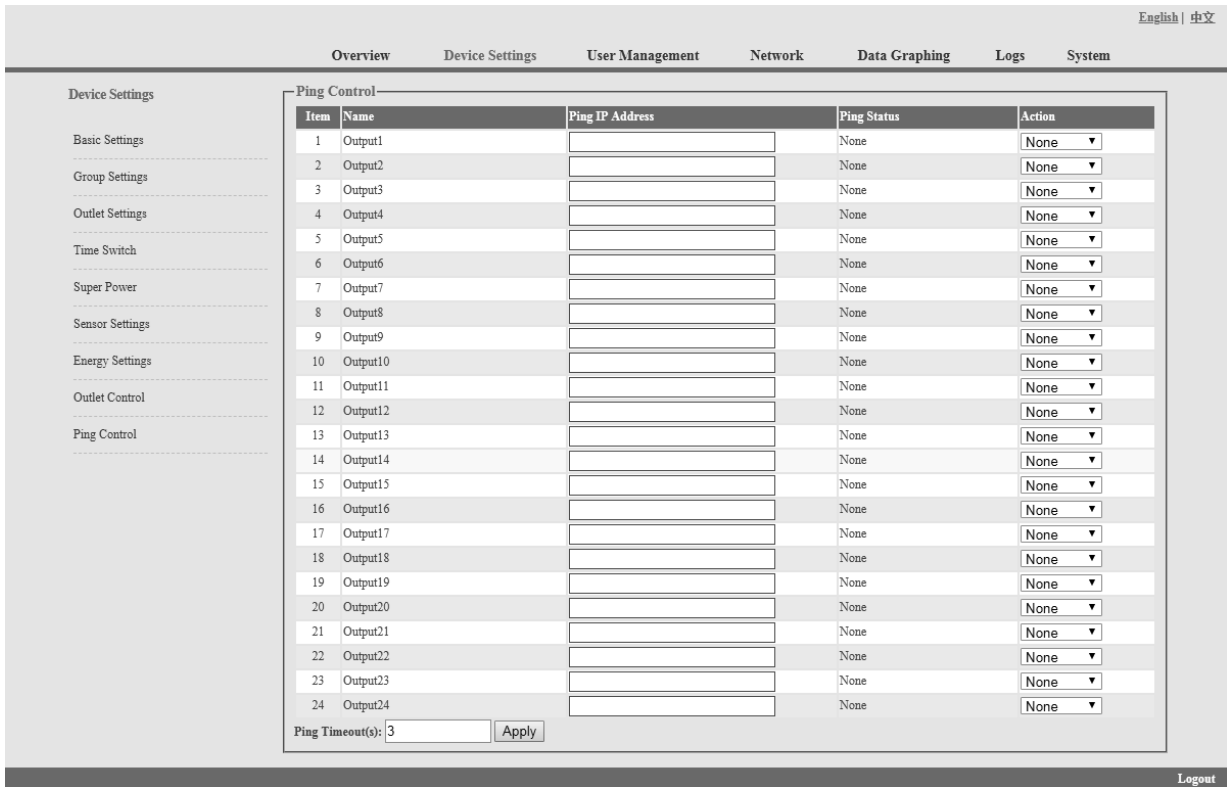 English | 中文
Overview Device Settings User Management Network Data Graphing Logs System
Device Settings
Basic Settings
Group Settings
Outlet Settings
Time Switch
Super Power
Sensor Settings
Energy Settings
Outlet Control
Ping Control
Ping Control
Item Name Ping IP Address Ping Status Action
1 Output1 None None
2 Output2 None None
3 Output3 None None
4 Output4 None None
5 Output5 None None
6 Output6 None None
7 Output7 None None
8 Output8 None None
9 Output9 None None
10 Output10 None None
11 Output11 None None
12 Output12 None None
13 Output13 None None
14 Output14 None None
15 Output15 None None
16 Output16 None None
17 Output17 None None
18 Output18 None None
19 Output19 None None
20 Output20 None None
21 Output21 None None
22 Output22 None None
23 Output23 None None
24 Output24 None None
Ping Timeout(s): 3 Apply
Logout